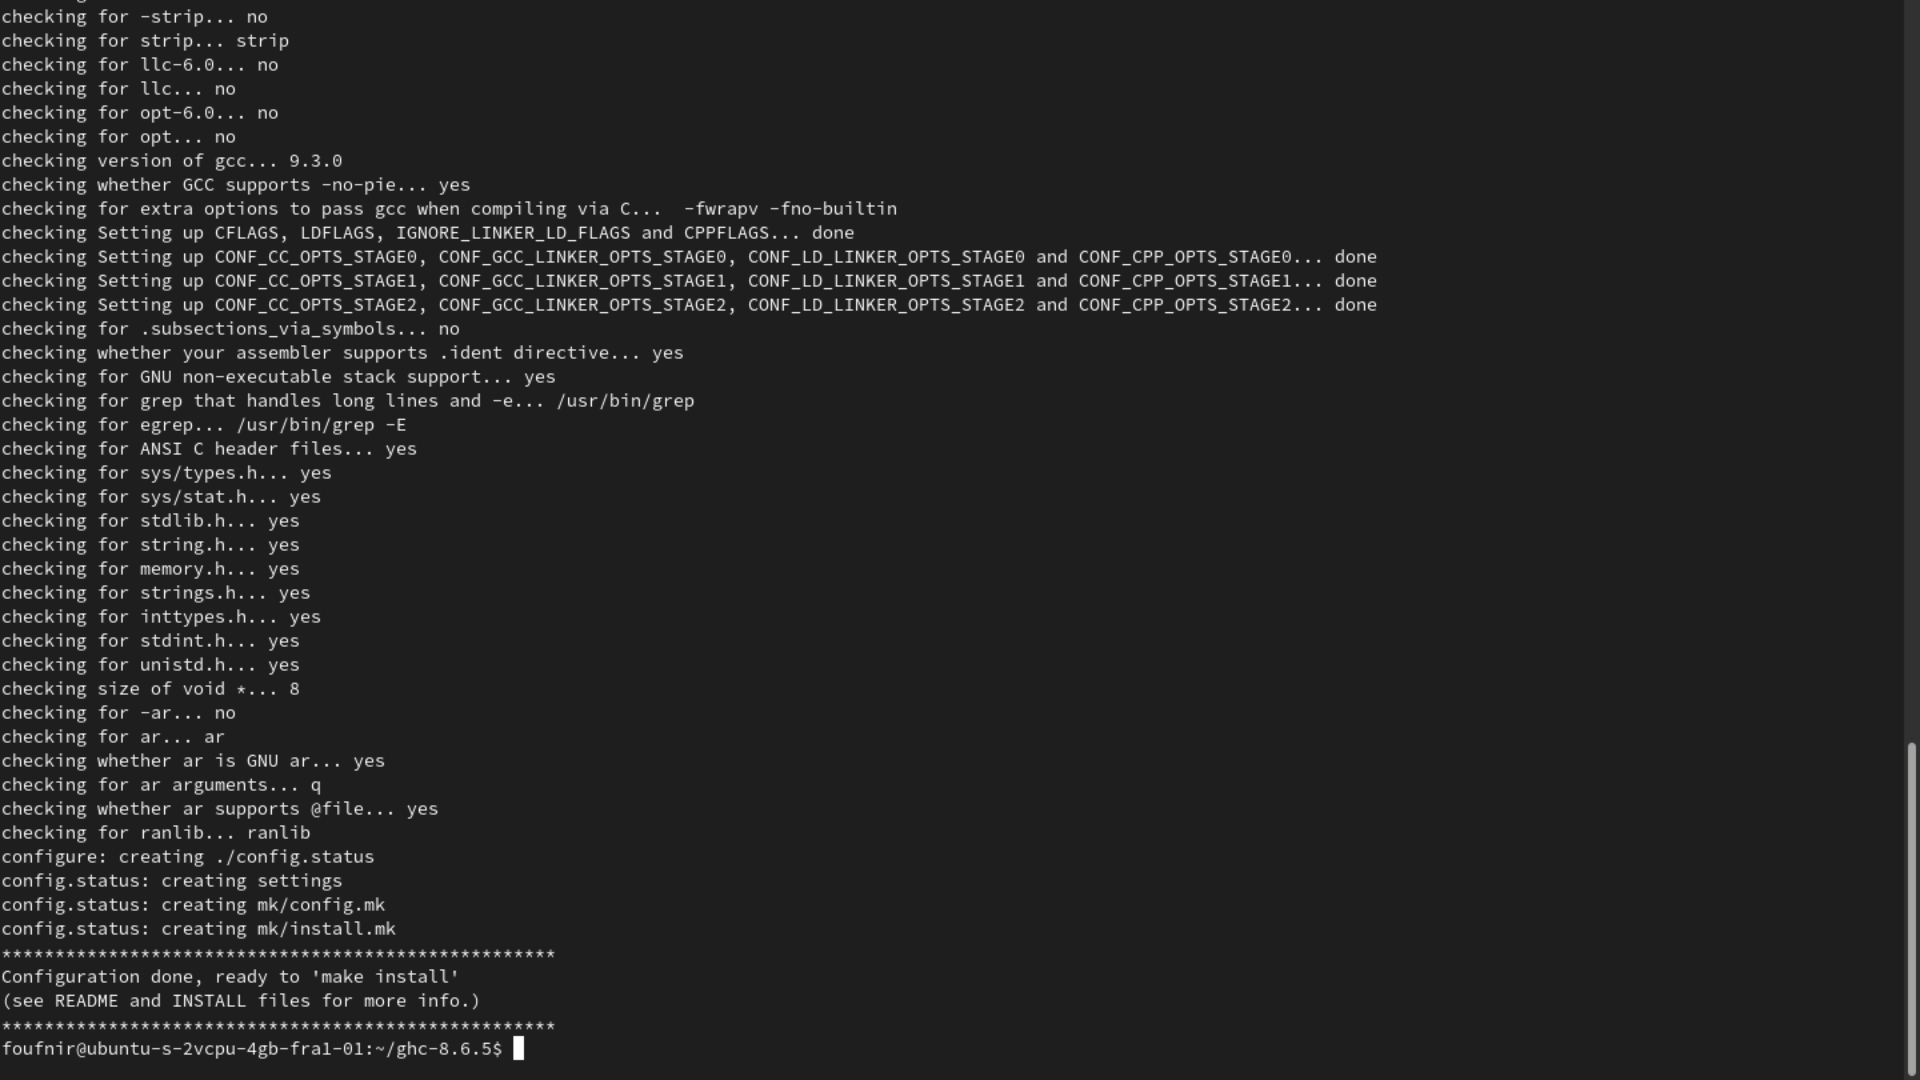 checking for -strip... no
checking for strip... strip
checking for llc-6.0... no
checking for llc... no
checking for opt-6.0... no
checking for opt... no
checking version of gcc... 9.3.0
checking whether GCC supports -no-pie... yes
checking for extra options to pass gcc when compiling via C...  -fwrapv -fno-builtin
checking Setting up CFLAGS, LDFLAGS, IGNORE_LINKER_LD_FLAGS and CPPFLAGS... done
checking Setting up CONF_CC_OPTS_STAGE0, CONF_GCC_LINKER_OPTS_STAGE0, CONF_LD_LINKER_OPTS_STAGE0 and CONF_CPP_OPTS_STAGE0... done
checking Setting up CONF_CC_OPTS_STAGE1, CONF_GCC_LINKER_OPTS_STAGE1, CONF_LD_LINKER_OPTS_STAGE1 and CONF_CPP_OPTS_STAGE1... done
checking Setting up CONF_CC_OPTS_STAGE2, CONF_GCC_LINKER_OPTS_STAGE2, CONF_LD_LINKER_OPTS_STAGE2 and CONF_CPP_OPTS_STAGE2... done
checking for .subsections_via_symbols... no
checking whether your assembler supports .ident directive... yes
checking for GNU non-executable stack support... yes
checking for grep that handles long lines and -e... /usr/bin/grep
checking for egrep... /usr/bin/grep -E
checking for ANSI C header files... yes
checking for sys/types.h... yes
checking for sys/stat.h... yes
checking for stdlib.h... yes
checking for string.h... yes
checking for memory.h... yes
checking for strings.h... yes
checking for inttypes.h... yes
checking for stdint.h... yes
checking for unistd.h... yes
checking size of void *... 8
checking for -ar... no
checking for ar... ar
checking whether ar is GNU ar... yes
checking for ar arguments... q
checking whether ar supports @file... yes
checking for ranlib... ranlib
configure: creating ./config.status
config.status: creating settings
config.status: creating mk/config.mk
config.status: creating mk/install.mk
****************************************************
Configuration done, ready to 'make install'
(see README and INSTALL files for more info.)
****************************************************
foufnir@ubuntu-s-2vcpu-4gb-fra1-01:~/ghc-8.6.5$